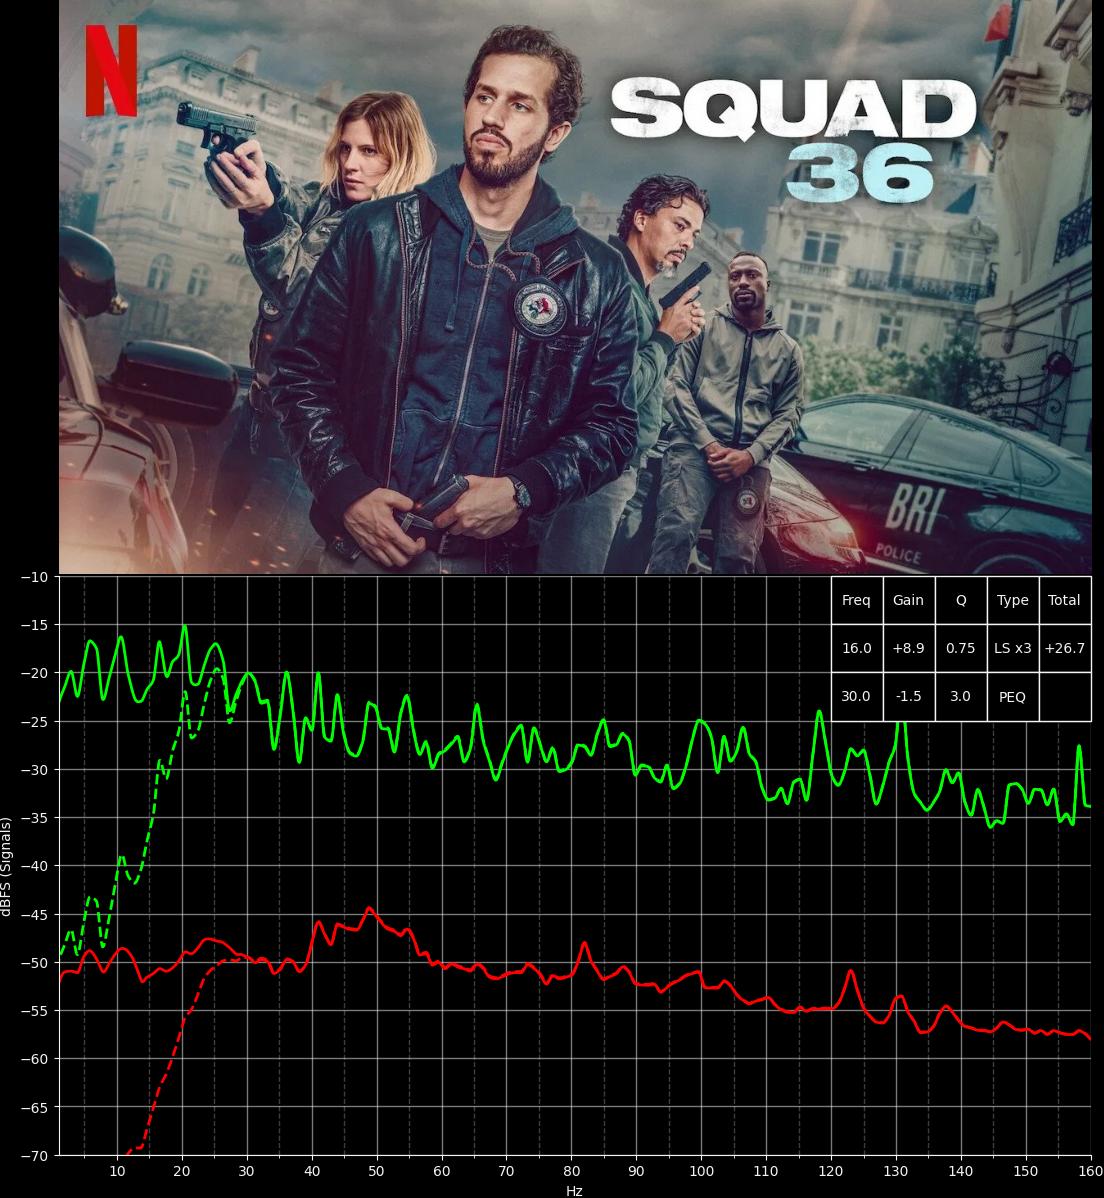 N
SQUAD
36
BRI
POLICE
Freq Gain Q Type Total
16.0 +8.9 0.75 LS x3 +26.7
30.0 -1.5 3.0 PEQ
−10
−15
−20
−25
−30
−35
−40
−45
−50
−55
−60
−65
−70
dBFS (Signals)
10 20 30 40 50 60 70 80 90 100 110 120 130 140 150 160
Hz